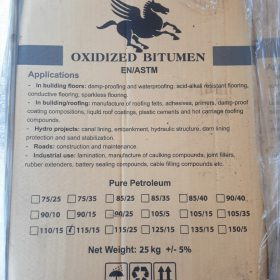 OXIDIZED BITUMEN
EN/ASTM
Applications
- In building floors: damp-proofing and waterproofing, acid-alkali resistant flooring,
conductive flooring, sparkless flooring
- In building/roofing: manufacture of roofing felts, adhesives, primers, damp-proof
coating compositions, liquid roof coatings, plastic cements and hot carriage roofing
compounds.
- Hydro projects: canal lining, embankment, hydraulic structure, dam lining
protection and sand stabilization.
- Roads: construction and maintenance.
- Industrial use: lamination, manufacture of caulking compounds, joint fillers,
rubber extenders, battery sealing compounds, cable coating etc.
Pure Petroleum
75/25 75/35 85/25 85/35 85/40 90/40
90/10 90/15 90/25 105/5 105/15 105/35
110/15 115/15 115/25 125/15 135/15 150/5
Net Weight: 25 kg +/- 5%